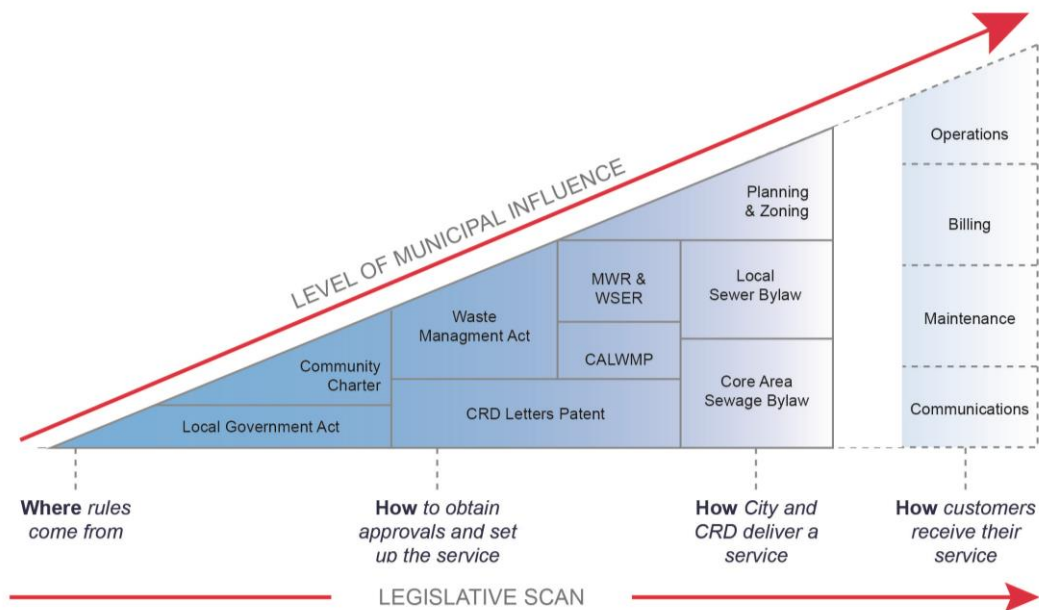 LEVEL OF MUNICIPAL INFLUENCE
Operations
Billing
Maintenance
Communications
Planning
& Zoning
Local
Sewer Bylaw
Core Area
Sewage Bylaw
MWR &
WSER
CALWMP
Waste
Managment Act
CRD Letters Patent
Community
Charter
Local Government Act
Where rules
come from
How to obtain
approvals and set
up the service
How City and
CRD deliver a
service
How customers
receive their
service
LEGISLATIVE SCAN